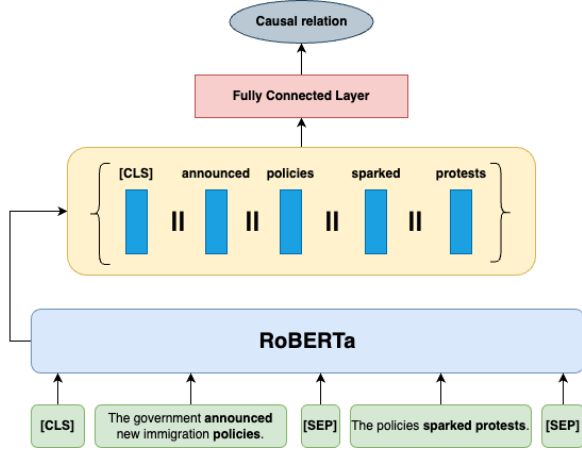 Causal relation
Fully Connected Layer
[CLS] announced policies sparked protests
|| || || ||
RoBERTa
[CLS] The government announced new immigration policies. [SEP] The policies sparked protests. [SEP]